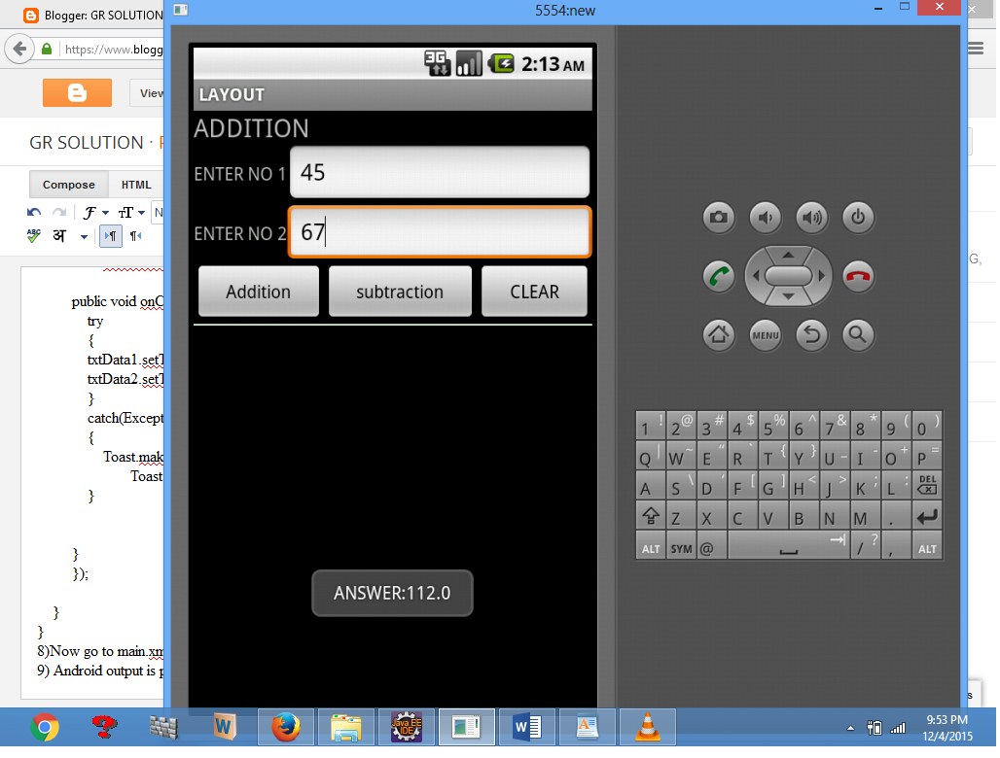 5554:new
Blogger: GR SOLUTION
https://www.blogg
View
GR SOLUTION ·
Compose
HTML
ABC
अ
public void onC
try
{
txtData1.setT
txtData2.setT
}
catch(Except
{
Toast.mak
Toast
}
}
});
}
}
8)Now go to main.xm
9) Android output is p
3G
2:13 AM
LAYOUT
ADDITION
ENTER NO 1
45
ENTER NO 2
67
Addition
subtraction
CLEAR
ANSWER:112.0
MENU
1 ! 2 @ 3 # 4 $ 5 % 6 ^ 7 & 8 * 9 ( 0 )
Q | W ~ E " R ` T { Y } U _ I - O + P =
A S \ D ' F [ G ] H < J > K ; L : DEL
Z X C V B N M .
ALT SYM @ / ? , ALT
G,
s
W
Java EE IDE
W
A
9:53 PM
12/4/2015